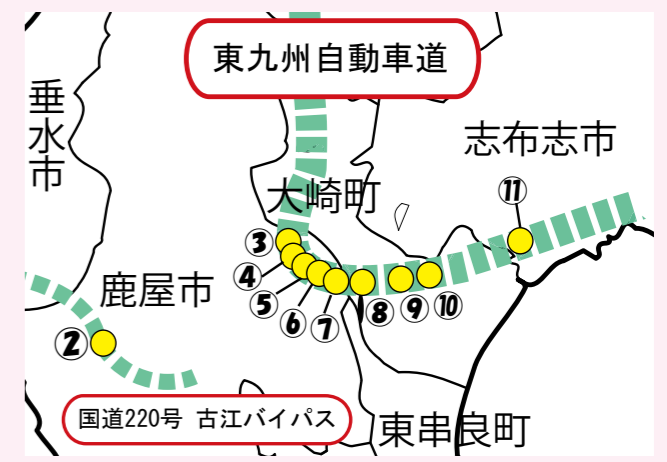 東九州自動車道
垂水市
志布志市
大崎町
⑪
③
④
鹿屋市
⑤
⑥
⑦
⑧
⑨
⑩
②
国道220号 古江バイパス
東串良町